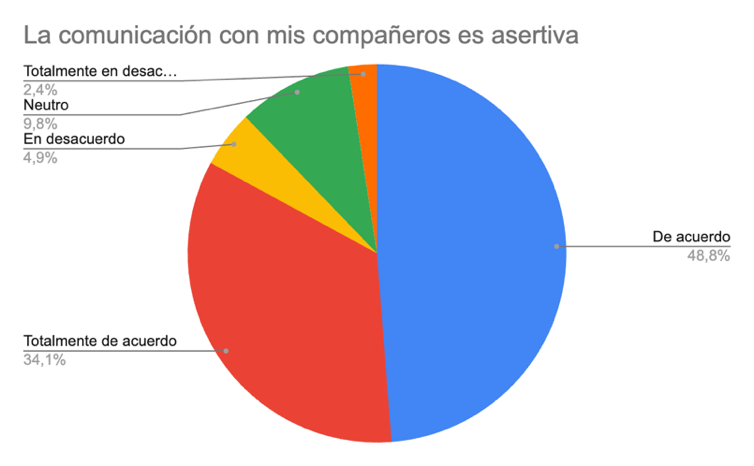 La comunicación con mis compañeros es asertiva
Totalmente en desac...
2,4%
Neutro
9,8%
En desacuerdo
4,9%
De acuerdo
48,8%
Totalmente de acuerdo
34,1%